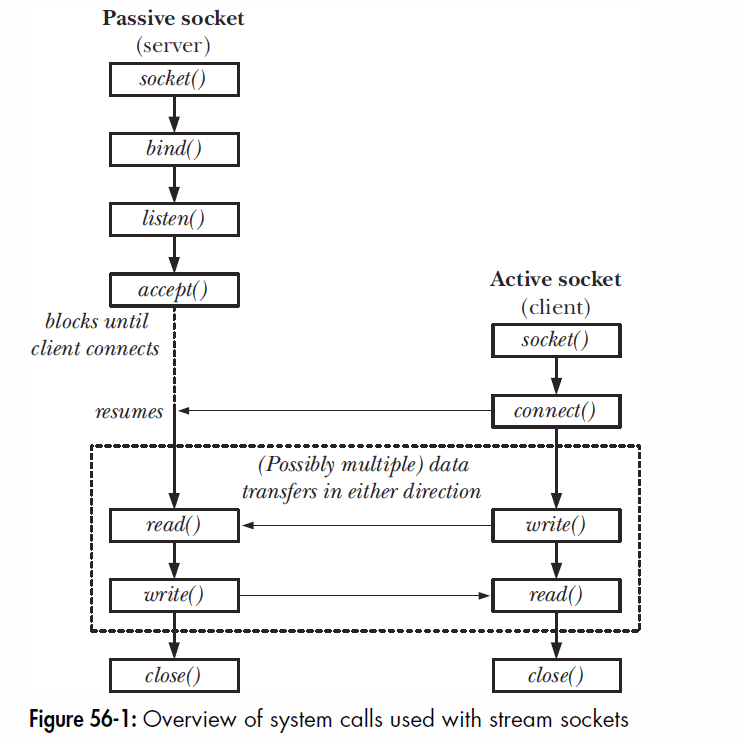 Passive socket
(server)
socket()
bind()
listen()
accept()
blocks until
client connects
resumes
Active socket
(client)
socket()
connect()
(Possibly multiple) data
transfers in either direction
read()
write()
write()
read()
close()
close()
Figure 56-1: Overview of system calls used with stream sockets